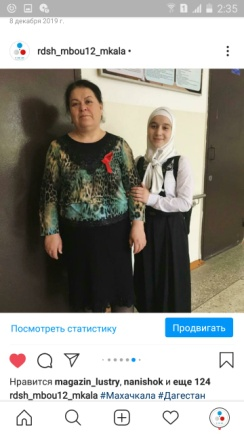 2:35
8 декабря 2019 г.
rdsh_mbou12_mkala •
Посмотреть статистику
Продвигать
Нравится magazin_lustry, nanishok и еще 124
rdsh_mbou12_mkala #Махачкала #Дагестан